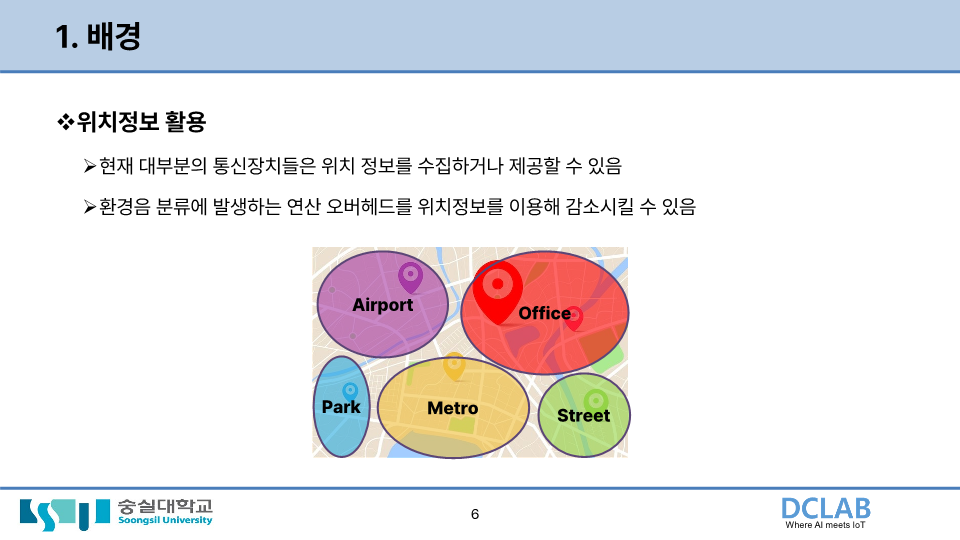 1. 배경
❖위치정보 활용
➢현재 대부분의 통신장치들은 위치 정보를 수집하거나 제공할 수 있음
➢환경음 분류에 발생하는 연산 오버헤드를 위치정보를 이용해 감소시킬 수 있음
Airport
Office
Park
Metro
Street
숭실대학교
Soongsil University
6
DCLAB
Where AI meets IoT